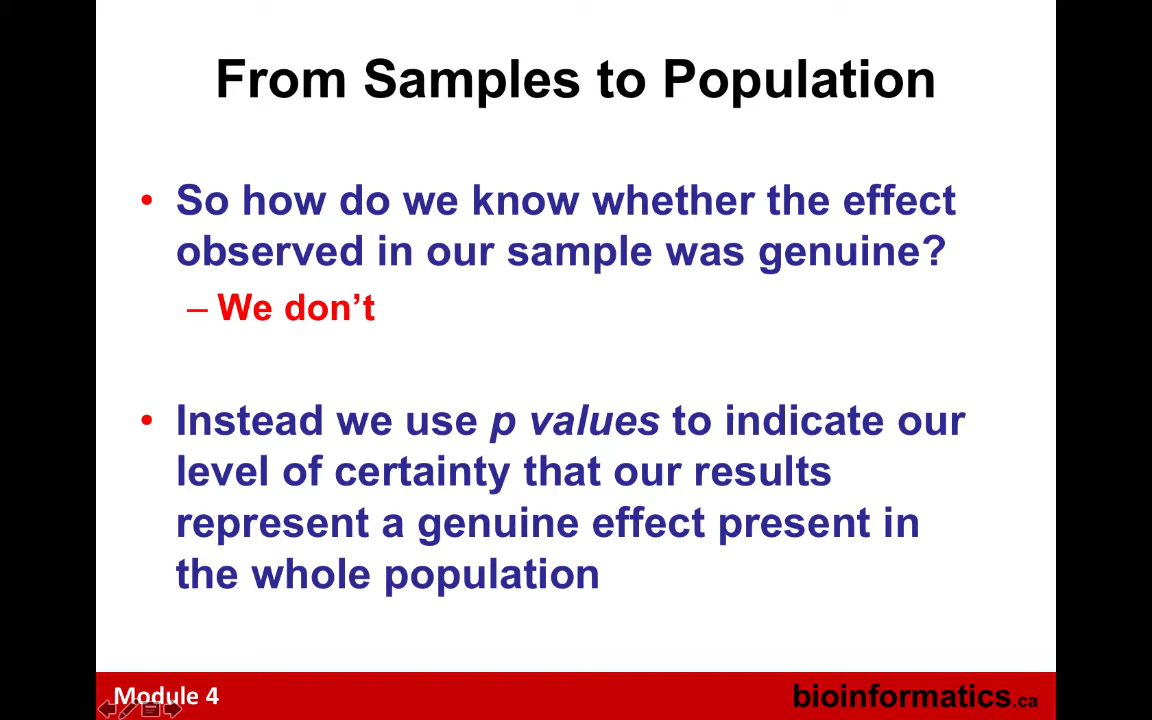 From Samples to Population
• So how do we know whether the effect
observed in our sample was genuine?
– We don’t
• Instead we use p values to indicate our
level of certainty that our results
represent a genuine effect present in
the whole population
Module 4
bioinformatics.ca